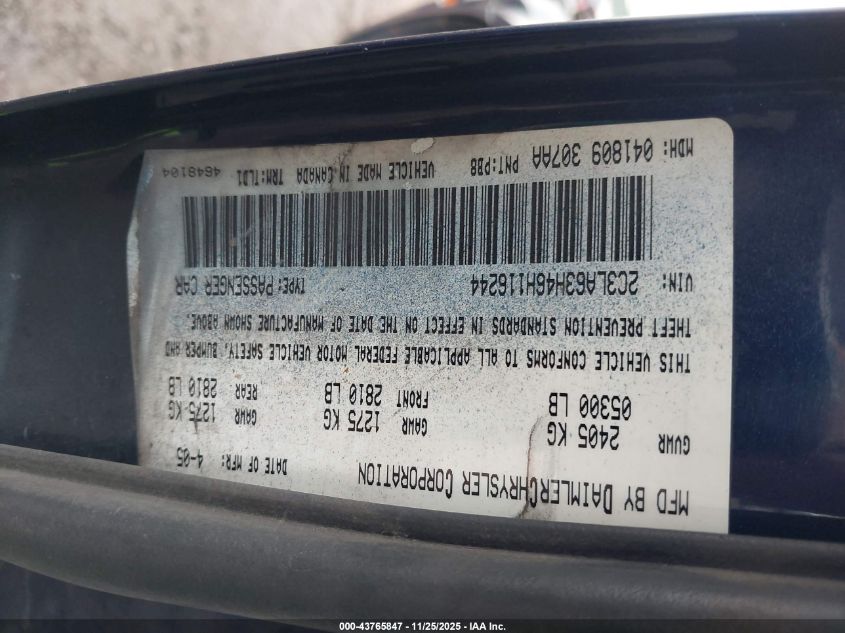 MFD BY DAIMLERCHRYSLER CORPORATION DATE OF MFR: 4-05
GVWR 2405 KG GAWR 1275 KG GAWR 1275 KG
05300 LB FRONT 2810 LB REAR 2810 LB
THIS VEHICLE CONFORMS TO ALL APPLICABLE FEDERAL MOTOR VEHICLE SAFETY, BUMPER AND
THEFT PREVENTION STANDARDS IN EFFECT ON THE DATE OF MANUFACTURE SHOWN ABOVE.
VIN: 2C3LA63H46H116244 TYPE: PASSENGER CAR
MDH: 041809 307AA PNT:PB8 VEHICLE MADE IN CANADA TRM:TLD1 4648104
000-43765847 - 11/25/2025 - IAA Inc.